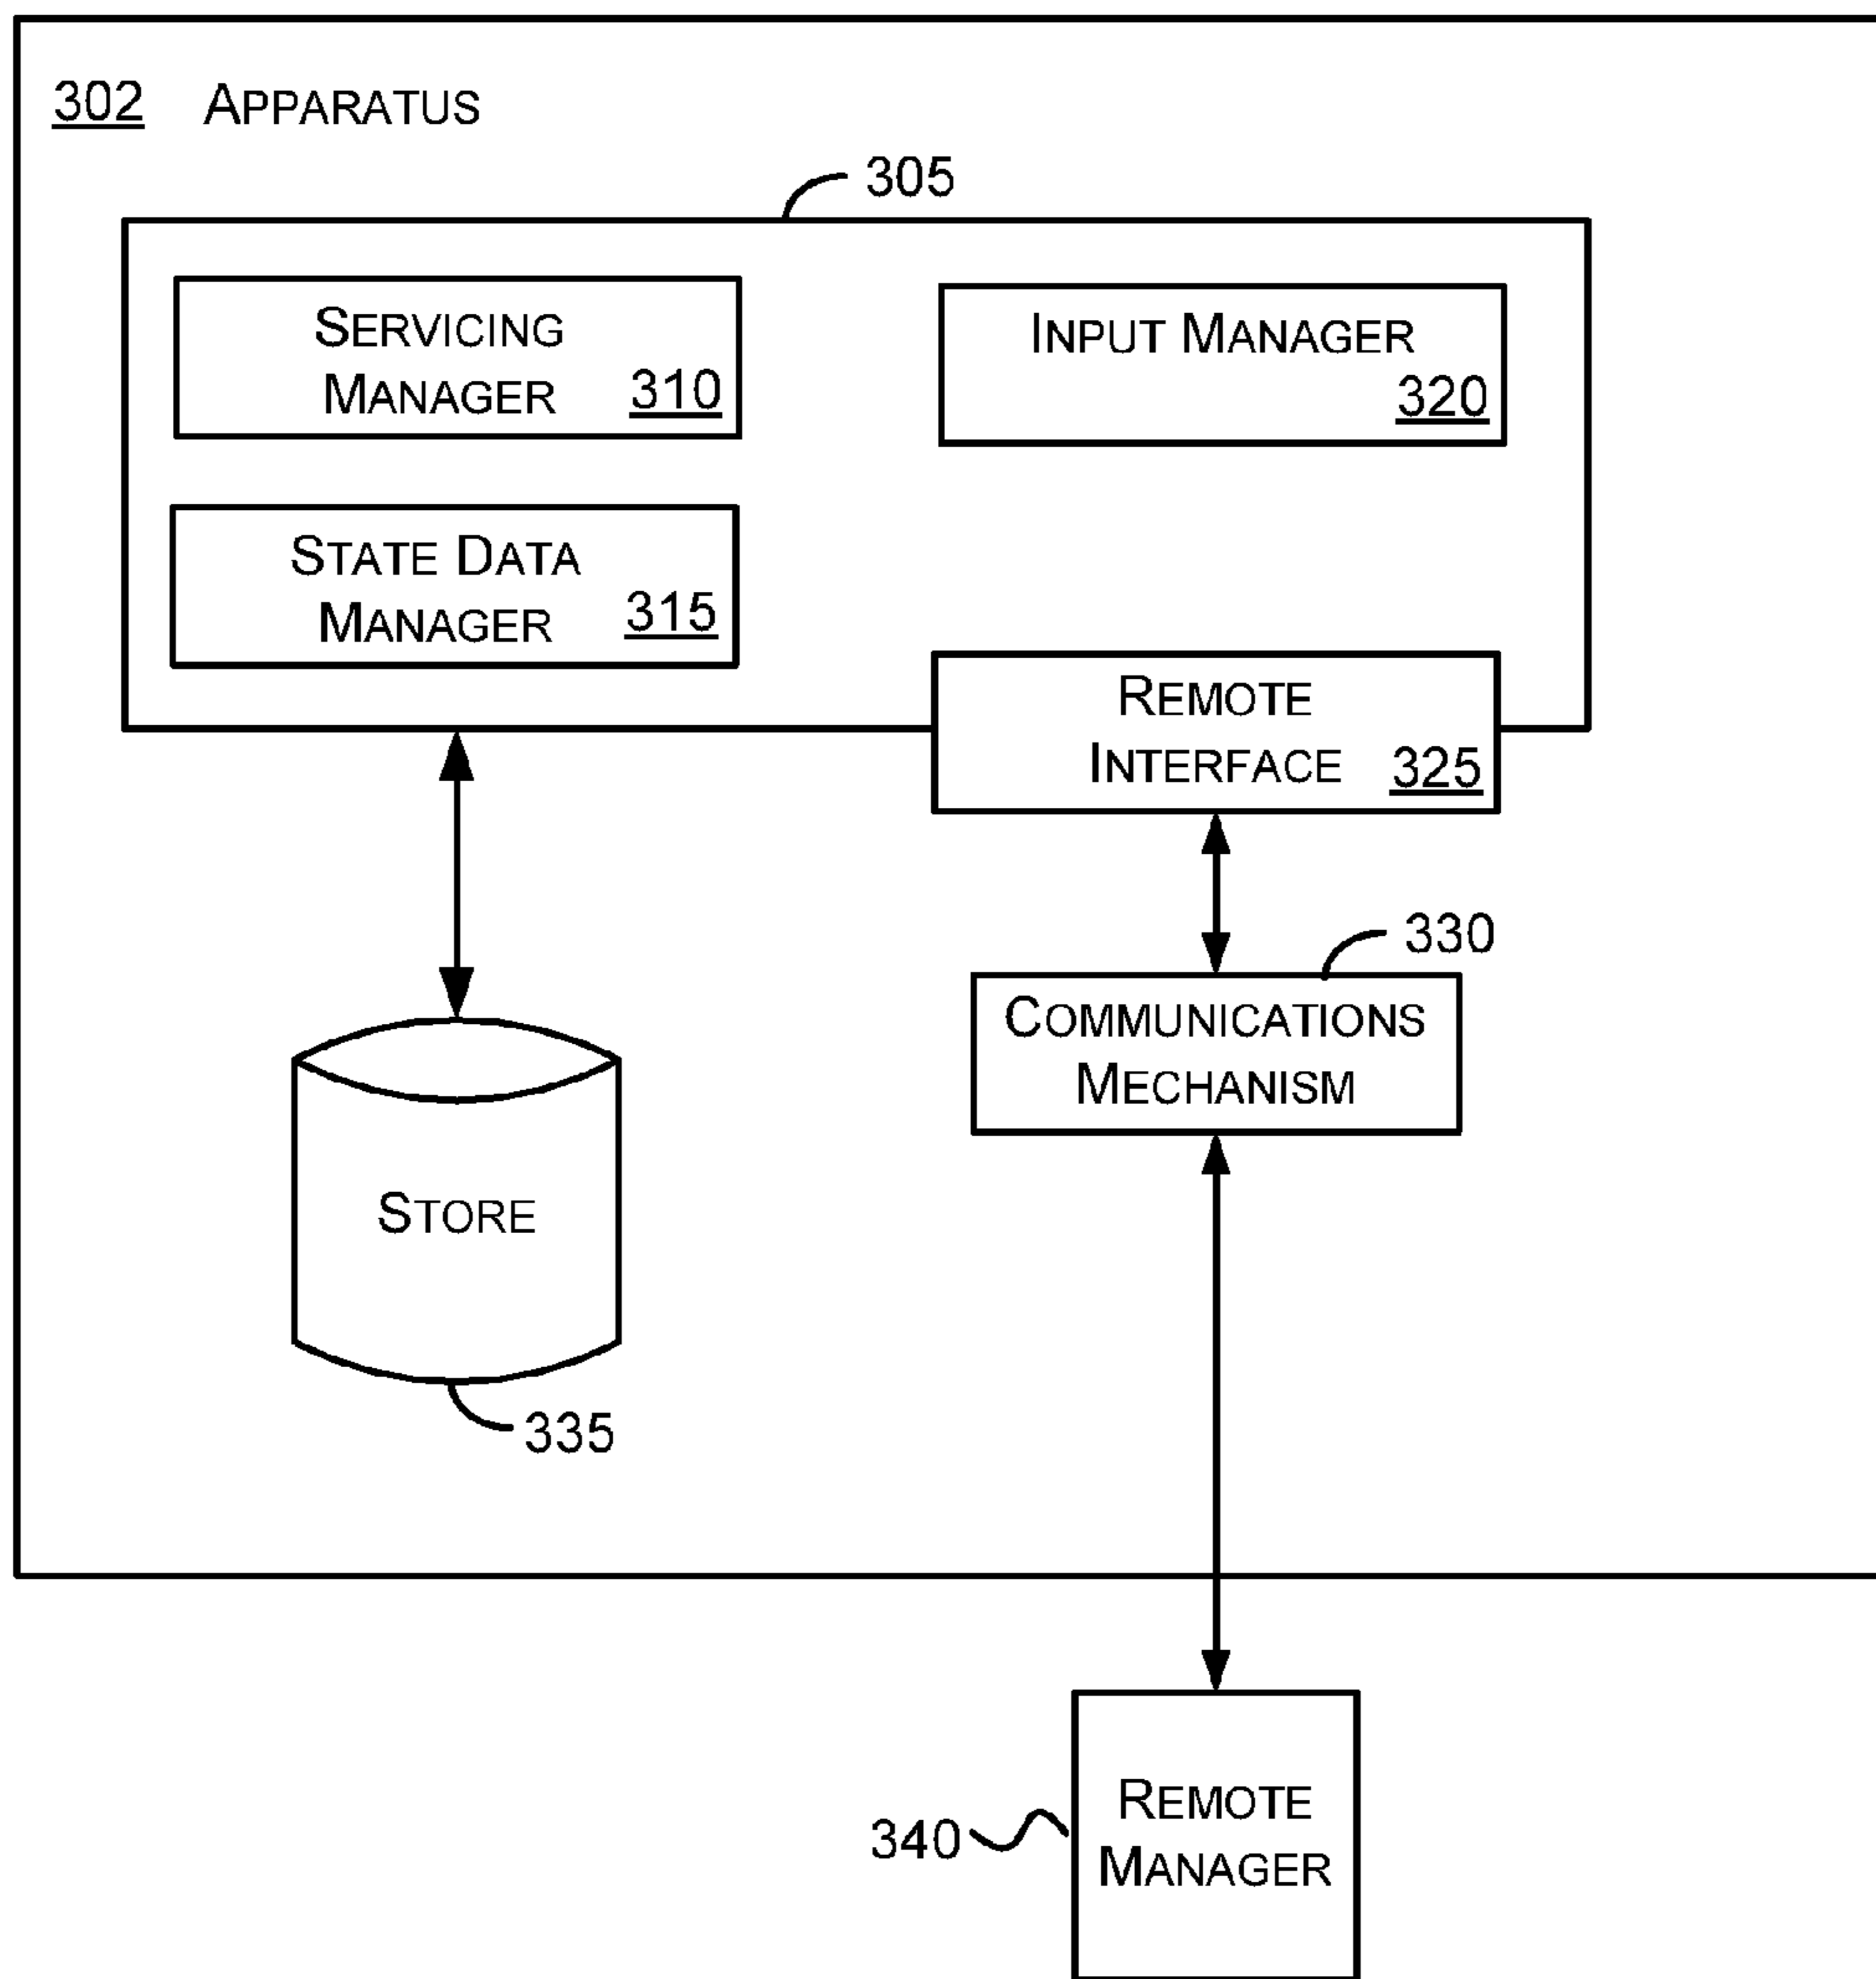 302 APPARATUS
305
SERVICING
MANAGER 310
INPUT MANAGER
320
STATE DATA
MANAGER 315
REMOTE
INTERFACE 325
330
COMMUNICATIONS
MECHANISM
STORE
335
340
REMOTE
MANAGER